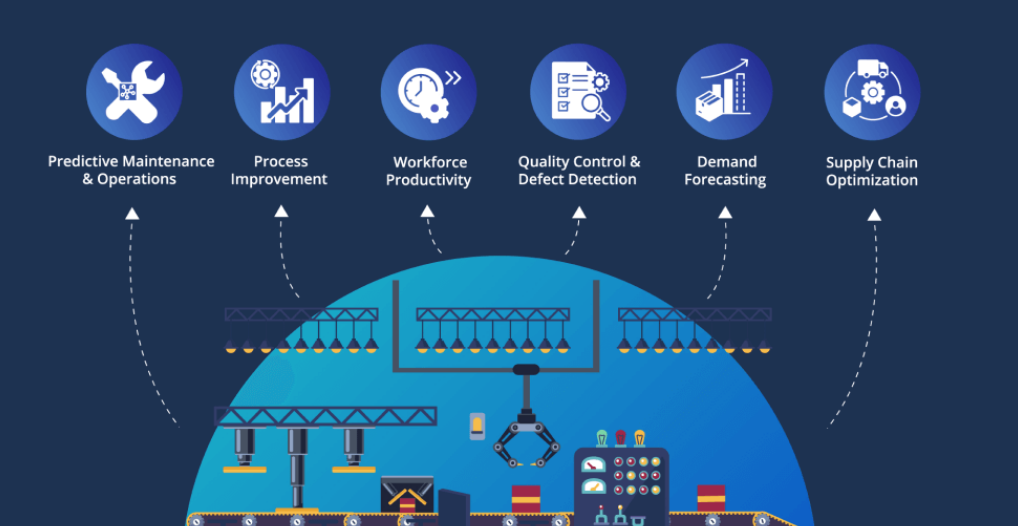 Predictive Maintenance
& Operations
Process
Improvement
Workforce
Productivity
Quality Control &
Defect Detection
Demand
Forecasting
Supply Chain
Optimization